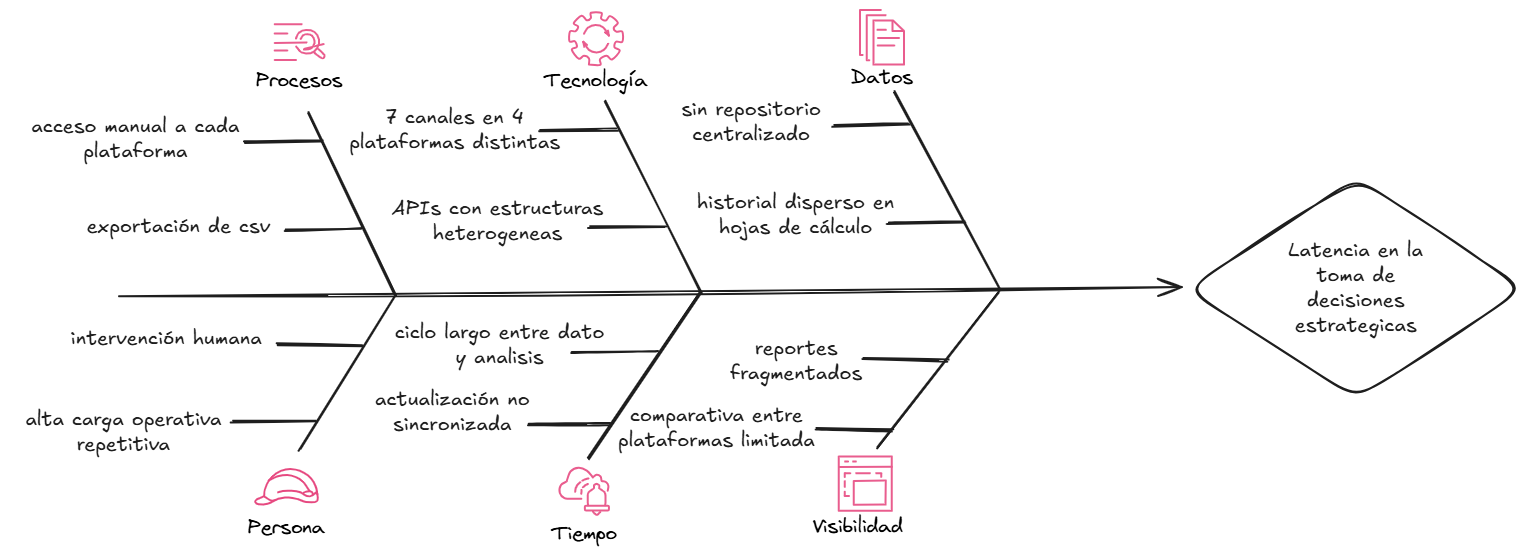 Procesos
Tecnología
Datos
acceso manual a cada
plataforma
exportación de csv
7 canales en 4
plataformas distintas
APIs con estructuras
heterogeneas
sin repositorio
centralizado
historial disperso en
hojas de cálculo
Latencia en la
toma de
decisiones
estrategicas
intervención humana
alta carga operativa
repetitiva
ciclo largo entre dato
y analisis
actualización no
sincronizada
reportes
fragmentados
comparativa entre
plataformas limitada
Persona
Tiempo
Visibilidad